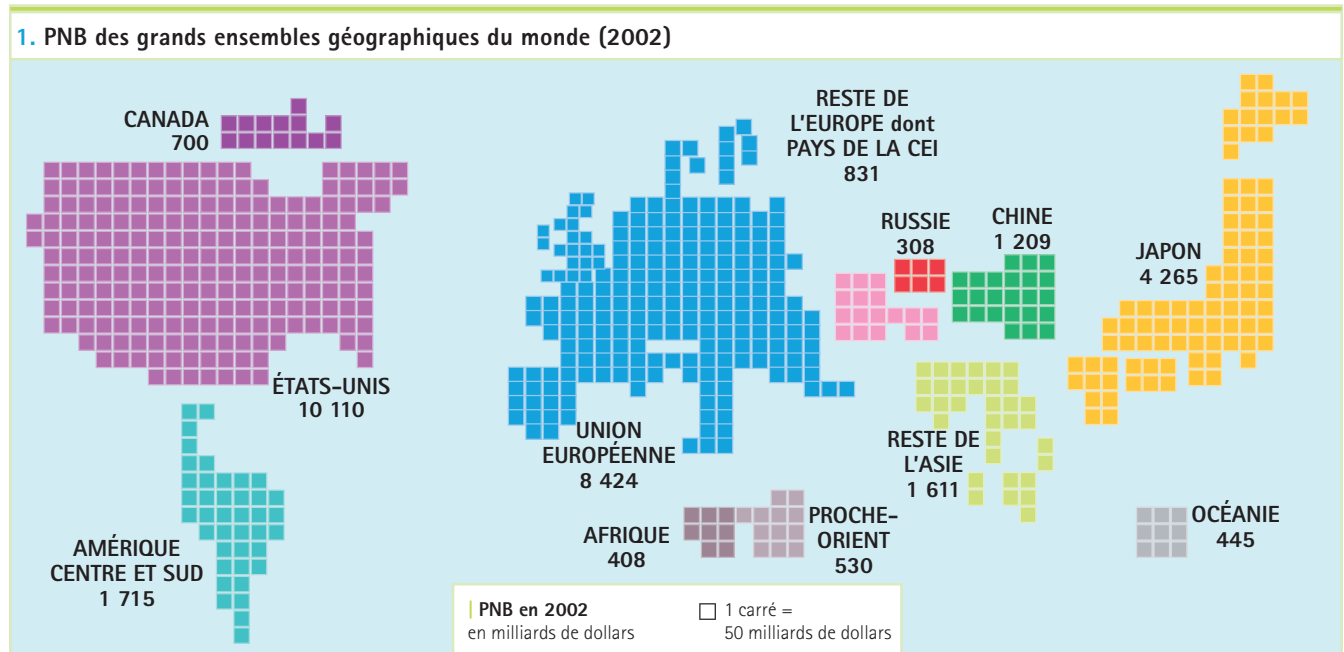 1. PNB des grands ensembles géographiques du monde (2002)
CANADA
700
ÉTATS-UNIS
10 110
AMÉRIQUE
CENTRE ET SUD
1 715
RESTE DE
L'EUROPE dont
PAYS DE LA CEI
831
RUSSIE
308
CHINE
1 209
JAPON
4 265
UNION
EUROPÉENNE
8 424
RESTE DE
L'ASIE
1 611
AFRIQUE
408
PROCHE-
ORIENT
530
OCÉANIE
445
PNB en 2002
en milliards de dollars
1 carré =
50 milliards de dollars